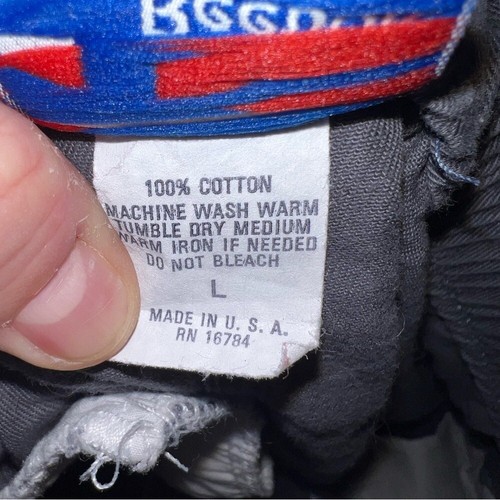 Reebok
100% COTTON
MACHINE WASH WARM
TUMBLE DRY MEDIUM
WARM IRON IF NEEDED
DO NOT BLEACH
L
MADE IN U. S. A.
RN 16784